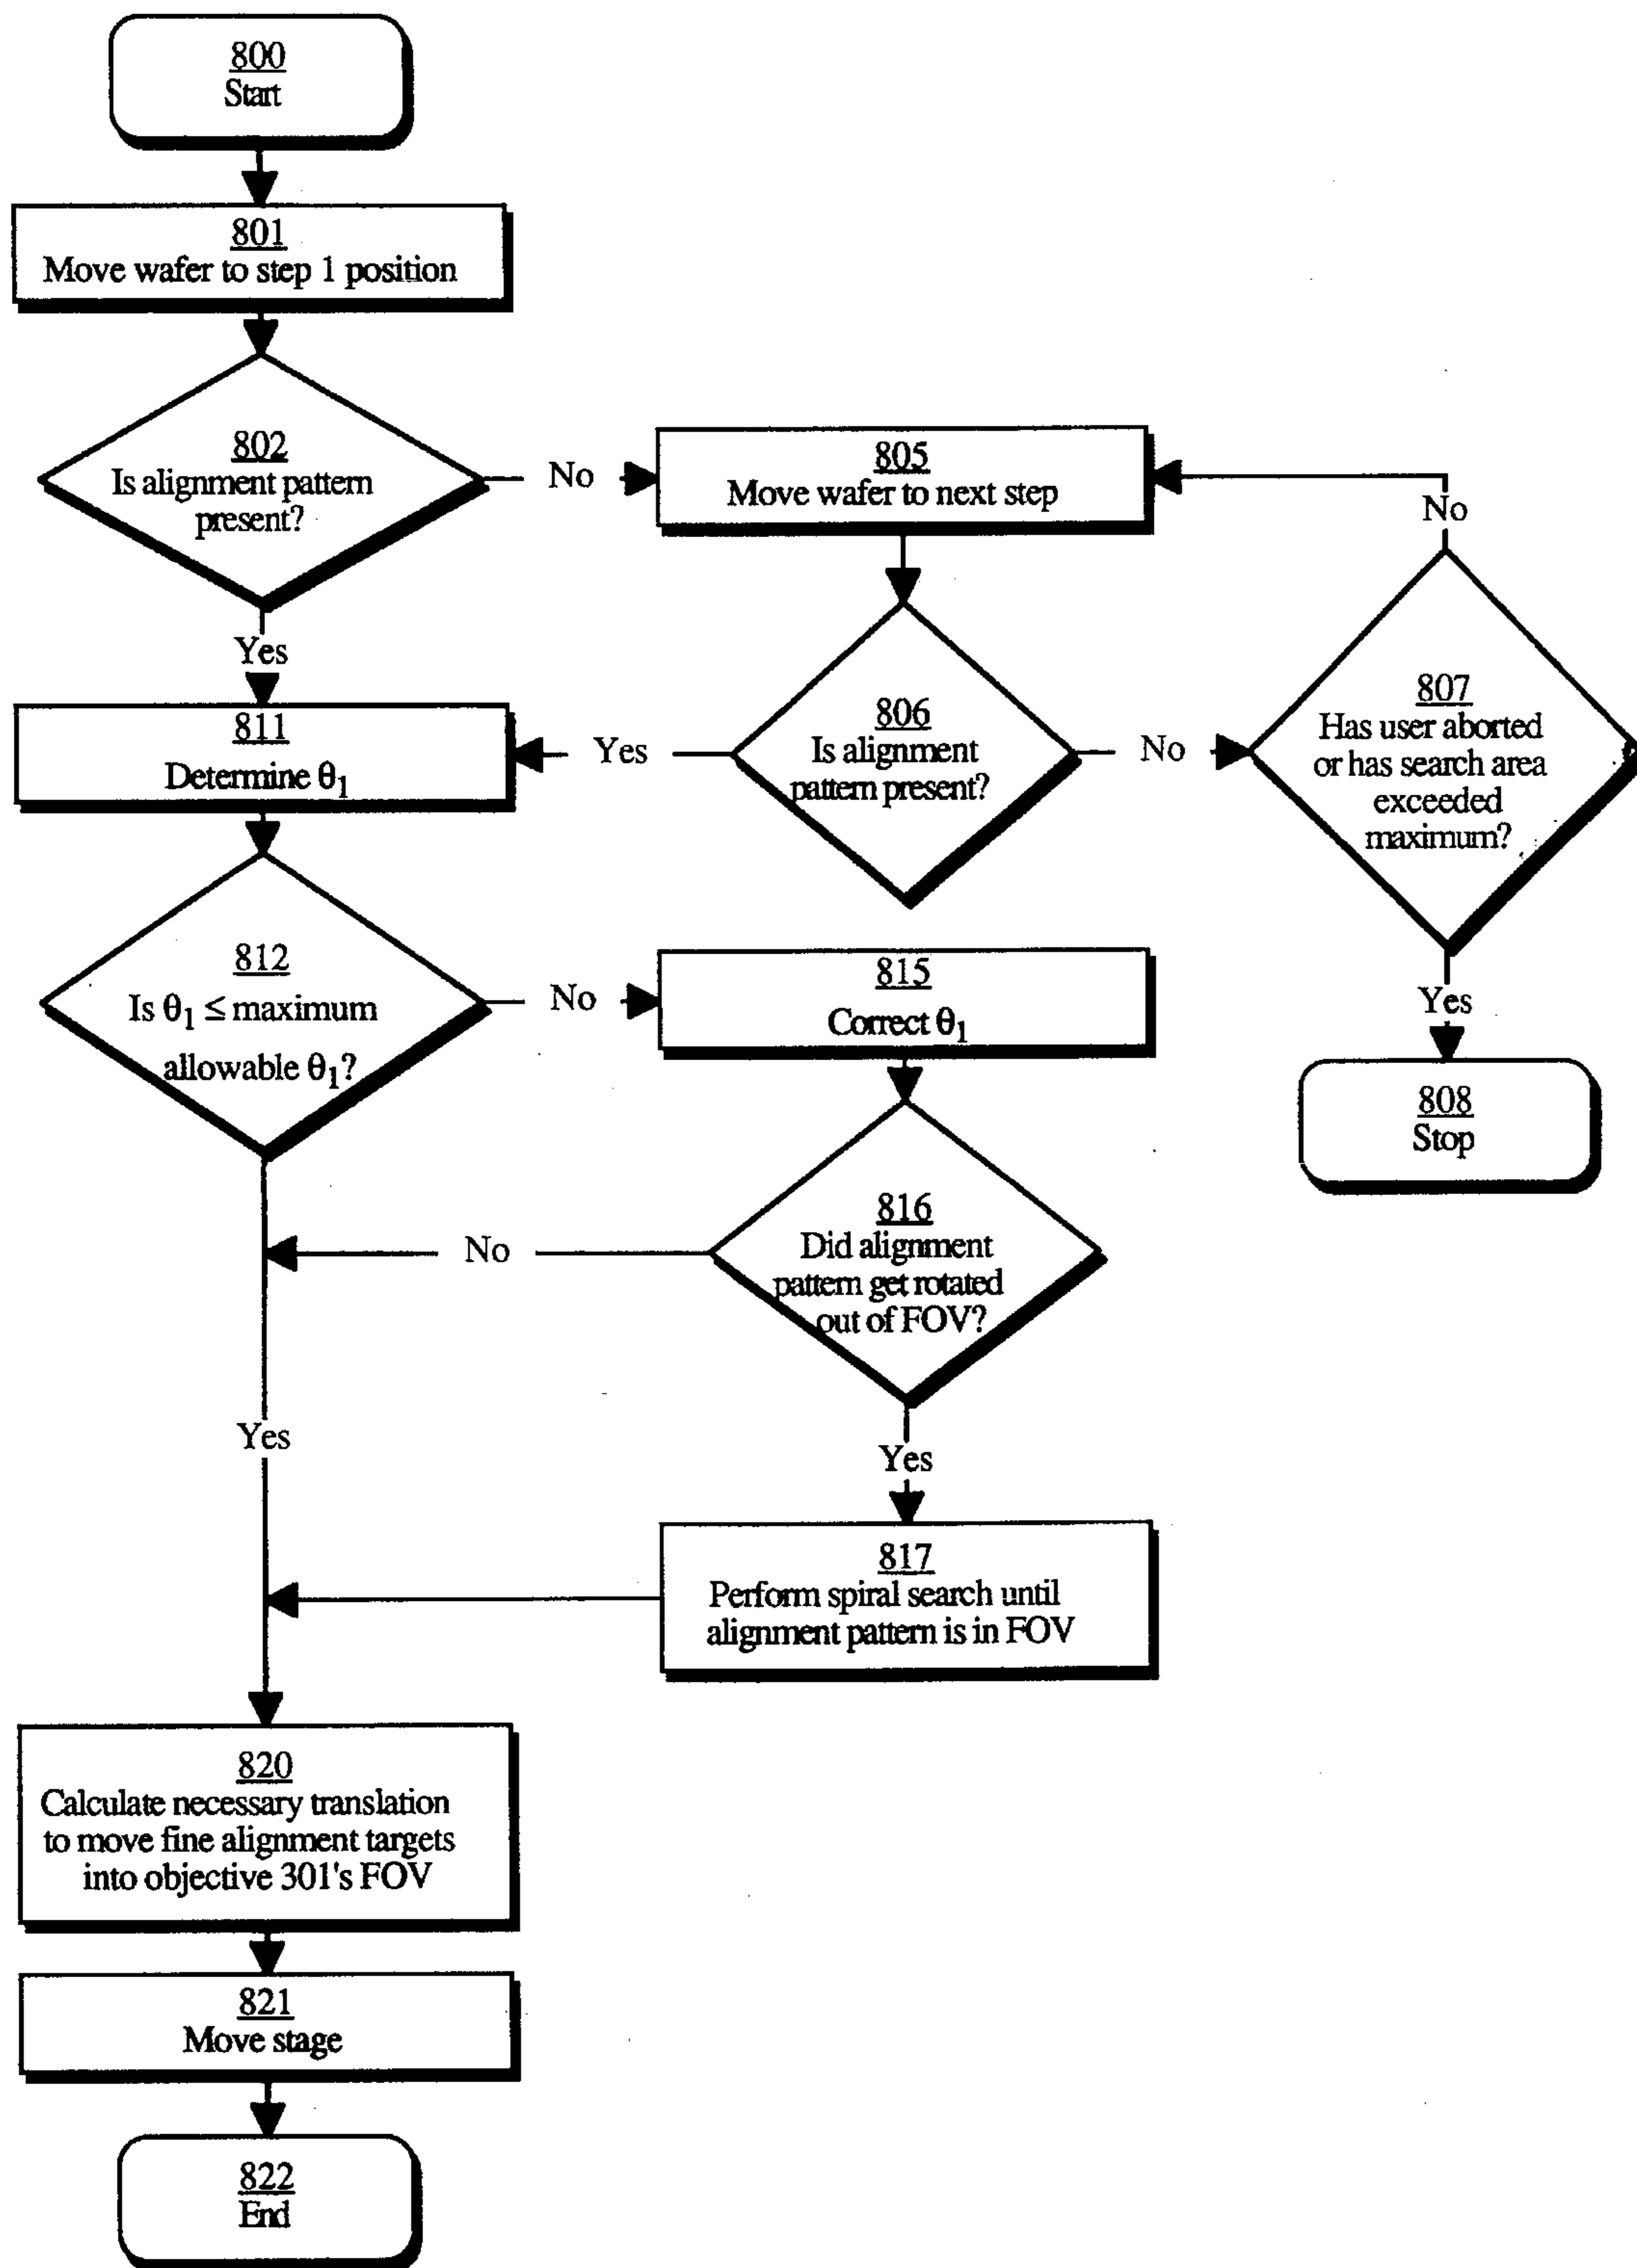 800
Start
801
Move wafer to step 1 position
802
Is alignment pattern
present?
No
805
Move wafer to next step
No
Yes
806
Is alignment
pattern present?
Yes
No
807
Has user aborted
or has search area
exceeded
maximum?
Yes
808
Stop
811
Determine θ₁
812
Is θ₁ ≤ maximum
allowable θ₁?
No
815
Correct θ₁
816
Did alignment
pattern get rotated
out of FOV?
No
Yes
Yes
817
Perform spiral search until
alignment pattern is in FOV
820
Calculate necessary translation
to move fine alignment targets
into objective 301's FOV
821
Move stage
822
End